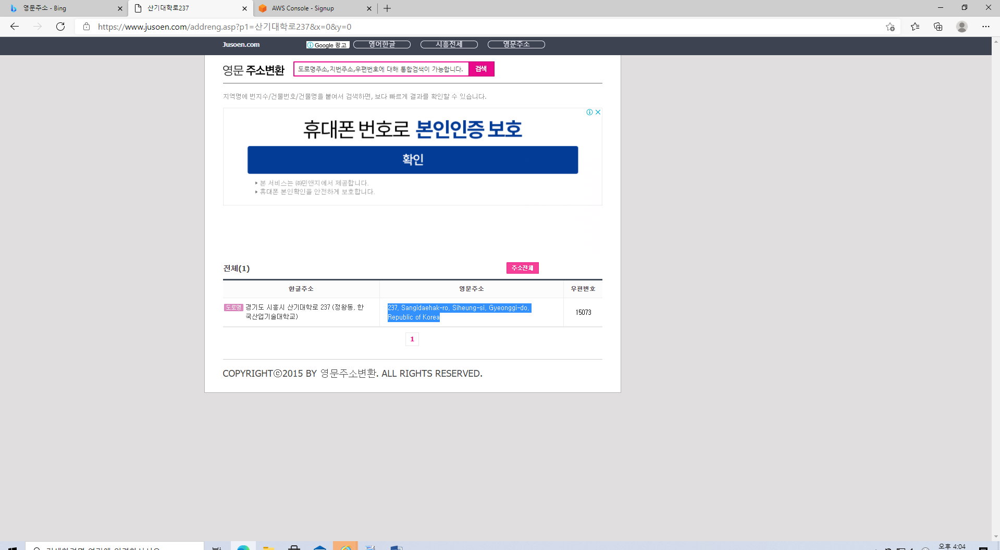 영문주소 - Bing
산기대학로237
AWS Console - Signup
https://www.jusoen.com/addreng.asp?p1=산기대학로237&x=0&y=0
Jusoen.com
Google 광고
영어한글
시흥전세
영문주소
영문 주소변환
도로명주소,지번주소,우편번호에 대해 통합검색이 가능합니다.
검색
지역명에 번지수/건물번호/건물명을 붙여서 검색하면, 보다 빠르게 결과를 확인할 수 있습니다.
휴대폰 번호로 본인인증 보호
확인
본 서비스는 ㈜민앤지에서 제공합니다.
휴대폰 본인확인을 안전하게 보호합니다.
전체(1)
주소전체
한글주소
영문주소
우편번호
도로명 경기도 시흥시 산기대학로 237 (정왕동, 한
국산업기술대학교)
237, Sangidaehak-ro, Siheung-si, Gyeonggi-do,
Republic of Korea
15073
1
COPYRIGHTⓒ2015 BY 영문주소변환. ALL RIGHTS RESERVED.
오후 4:04